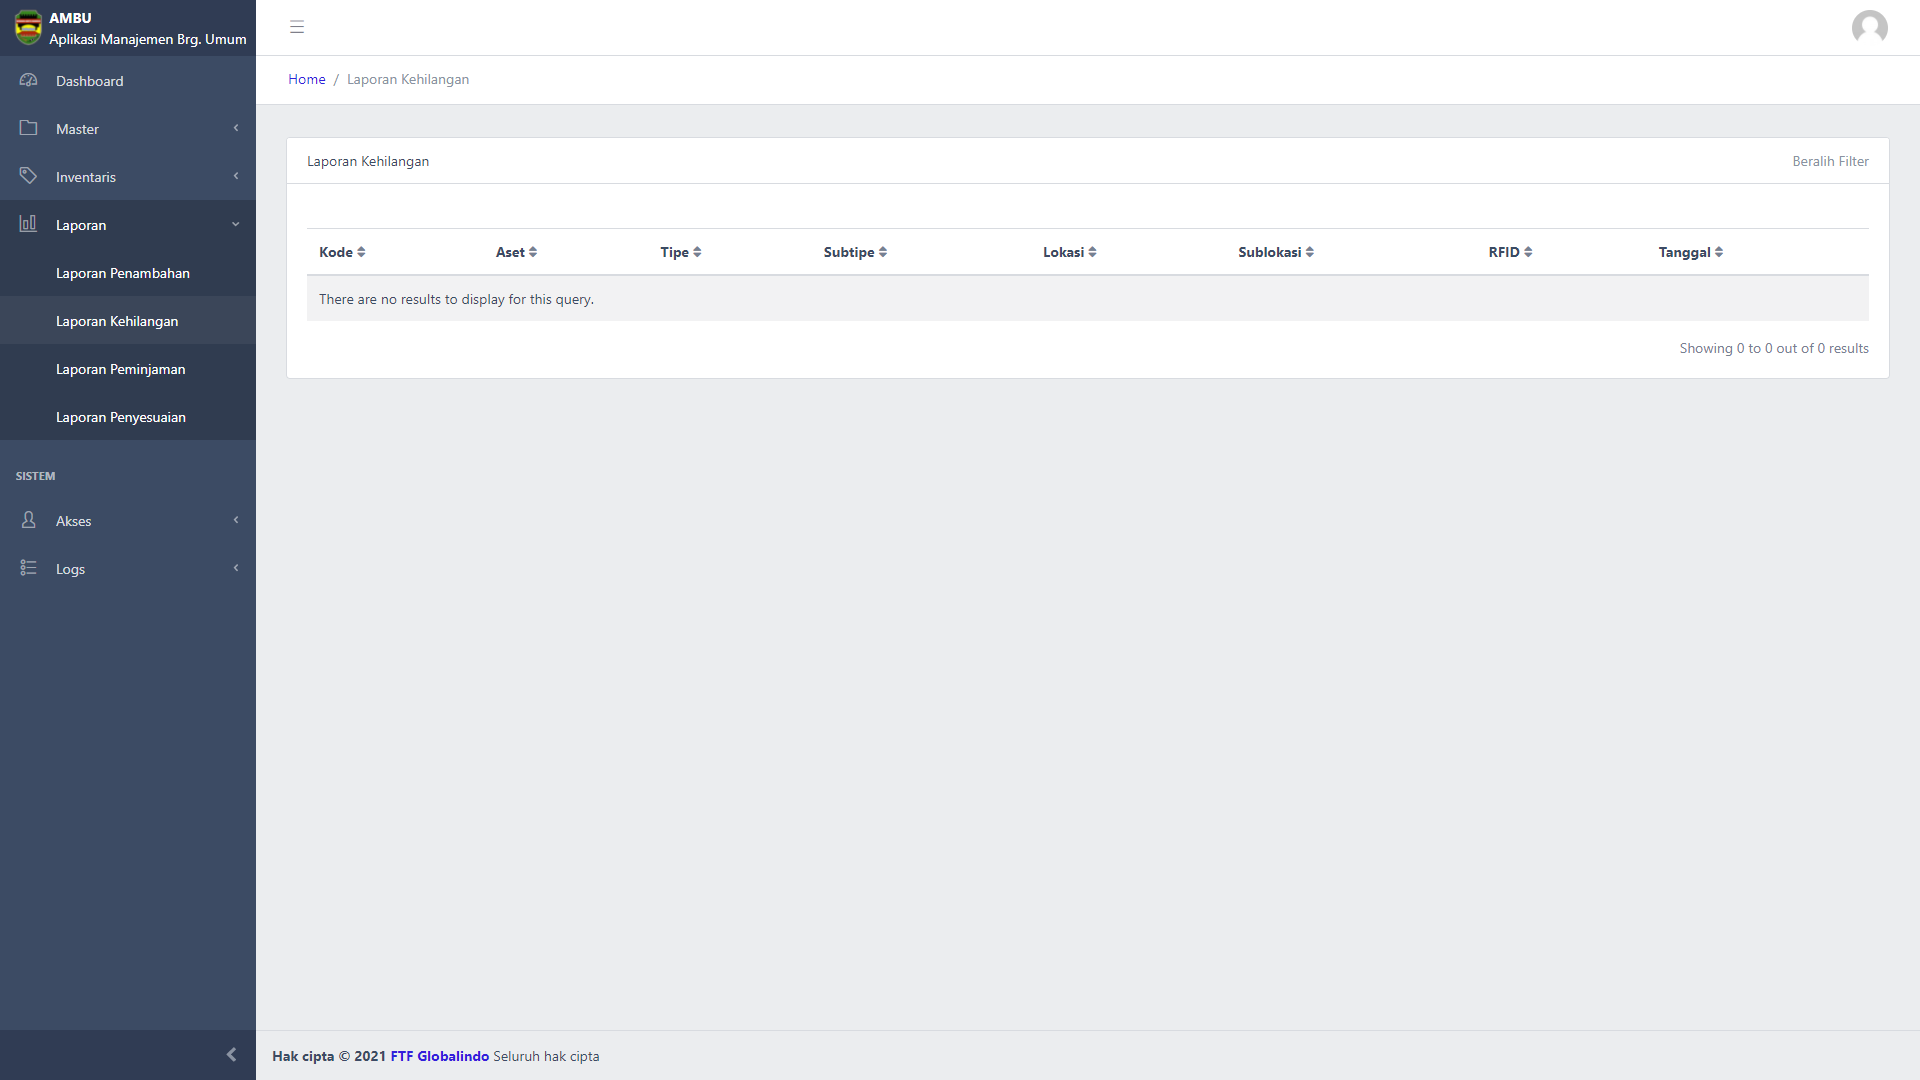 AMBU
Aplikasi Manajemen Brg. Umum
Dashboard
Master
Inventaris
Laporan
Laporan Penambahan
Laporan Kehilangan
Laporan Peminjaman
Laporan Penyesuaian
SISTEM
Akses
Logs
Home / Laporan Kehilangan
Laporan Kehilangan Beralih Filter
Kode Aset Tipe Subtipe Lokasi Sublokasi RFID Tanggal
There are no results to display for this query.
Showing 0 to 0 out of 0 results
Hak cipta © 2021 FTF Globalindo Seluruh hak cipta